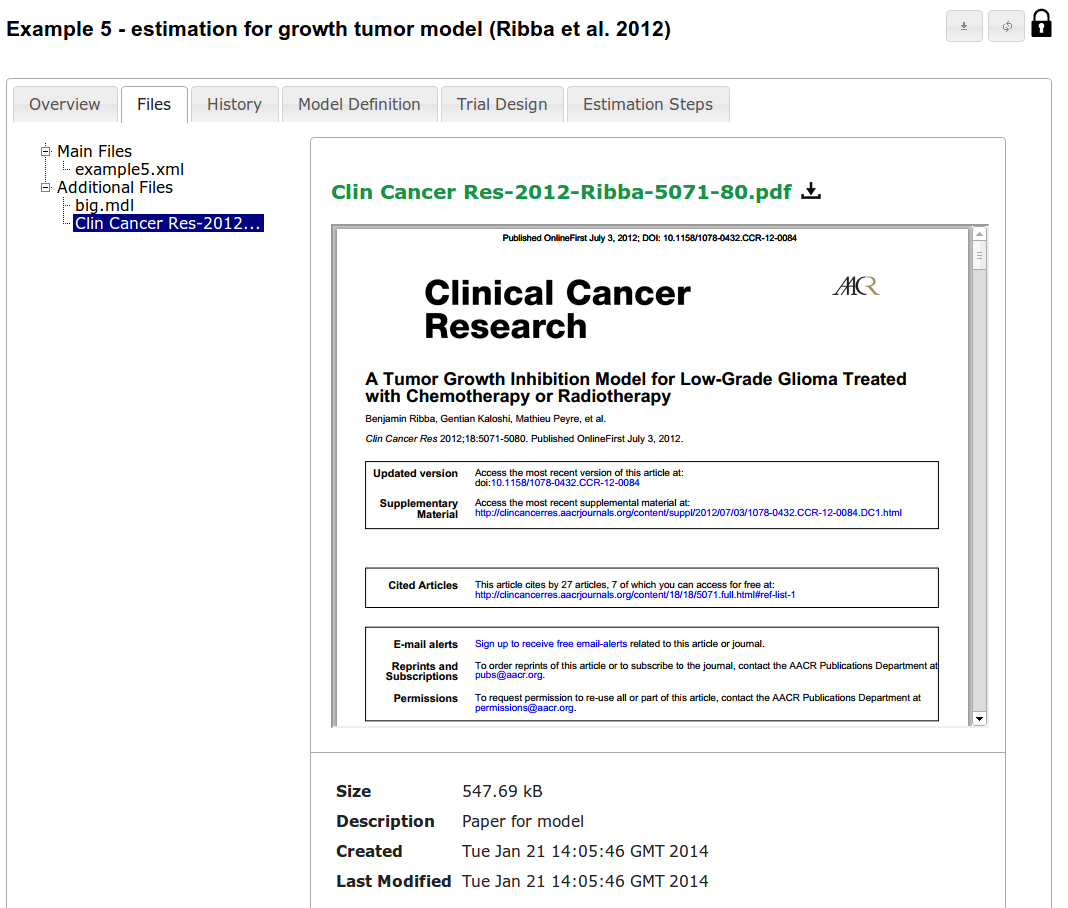 Example 5 - estimation for growth tumor model (Ribba et al. 2012)
Overview Files History Model Definition Trial Design Estimation Steps
Main Files
example5.xml
Additional Files
big.mdl
Clin Cancer Res-2012...
Clin Cancer Res-2012-Ribba-5071-80.pdf
Published OnlineFirst July 3, 2012; DOI: 10.1158/1078-0432.CCR-12-0084
Clinical Cancer
Research
AACR
A Tumor Growth Inhibition Model for Low-Grade Glioma Treated
with Chemotherapy or Radiotherapy
Benjamin Ribba, Gentian Kaloshi, Mathieu Peyre, et al.
Clin Cancer Res 2012;18:5071-5080. Published OnlineFirst July 3, 2012.
Updated version Access the most recent version of this article at:
doi:10.1158/1078-0432.CCR-12-0084
Supplementary Access the most recent supplemental material at:
Material http://clincancerres.aacrjournals.org/content/suppl/2012/07/03/1078-0432.CCR-12-0084.DC1.html
Cited Articles This article cites by 27 articles, 7 of which you can access for free at:
http://clincancerres.aacrjournals.org/content/18/18/5071.full.html#ref-list-1
E-mail alerts Sign up to receive free email-alerts related to this article or journal.
Reprints and To order reprints of this article or to subscribe to the journal, contact the AACR Publications Department at
Subscriptions pubs@aacr.org.
Permissions To request permission to re-use all or part of this article, contact the AACR Publications Department at
permissions@aacr.org.
Size 547.69 kB
Description Paper for model
Created Tue Jan 21 14:05:46 GMT 2014
Last Modified Tue Jan 21 14:05:46 GMT 2014